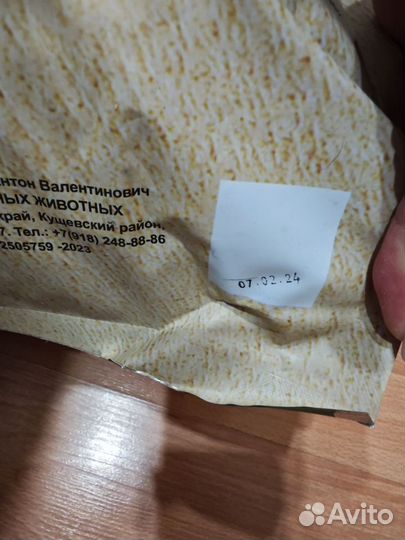 нтон Валентинович
НЫХ ЖИВОТНЫХ
край, Кущевский район,
7. Тел.: +7(918) 248-88-86
2505759 -2023
07.02.24
Avito